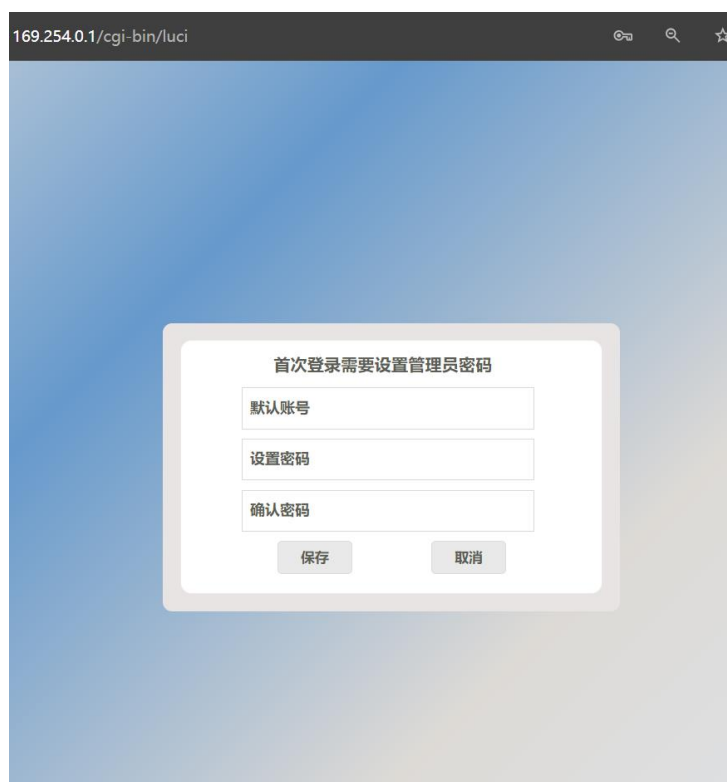 169.254.0.1/cgi-bin/luci
首次登录需要设置管理员密码
默认账号
设置密码
确认密码
保存
取消